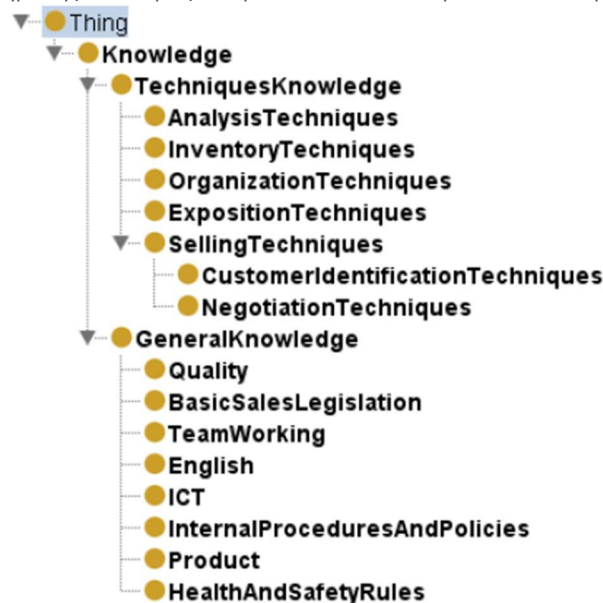 Thing
Knowledge
TechniquesKnowledge
AnalysisTechniques
InventoryTechniques
OrganizationTechniques
ExpositionTechniques
SellingTechniques
CustomerIdentificationTechniques
NegotiationTechniques
GeneralKnowledge
Quality
BasicSalesLegislation
TeamWorking
English
ICT
InternalProceduresAndPolicies
Product
HealthAndSafetyRules